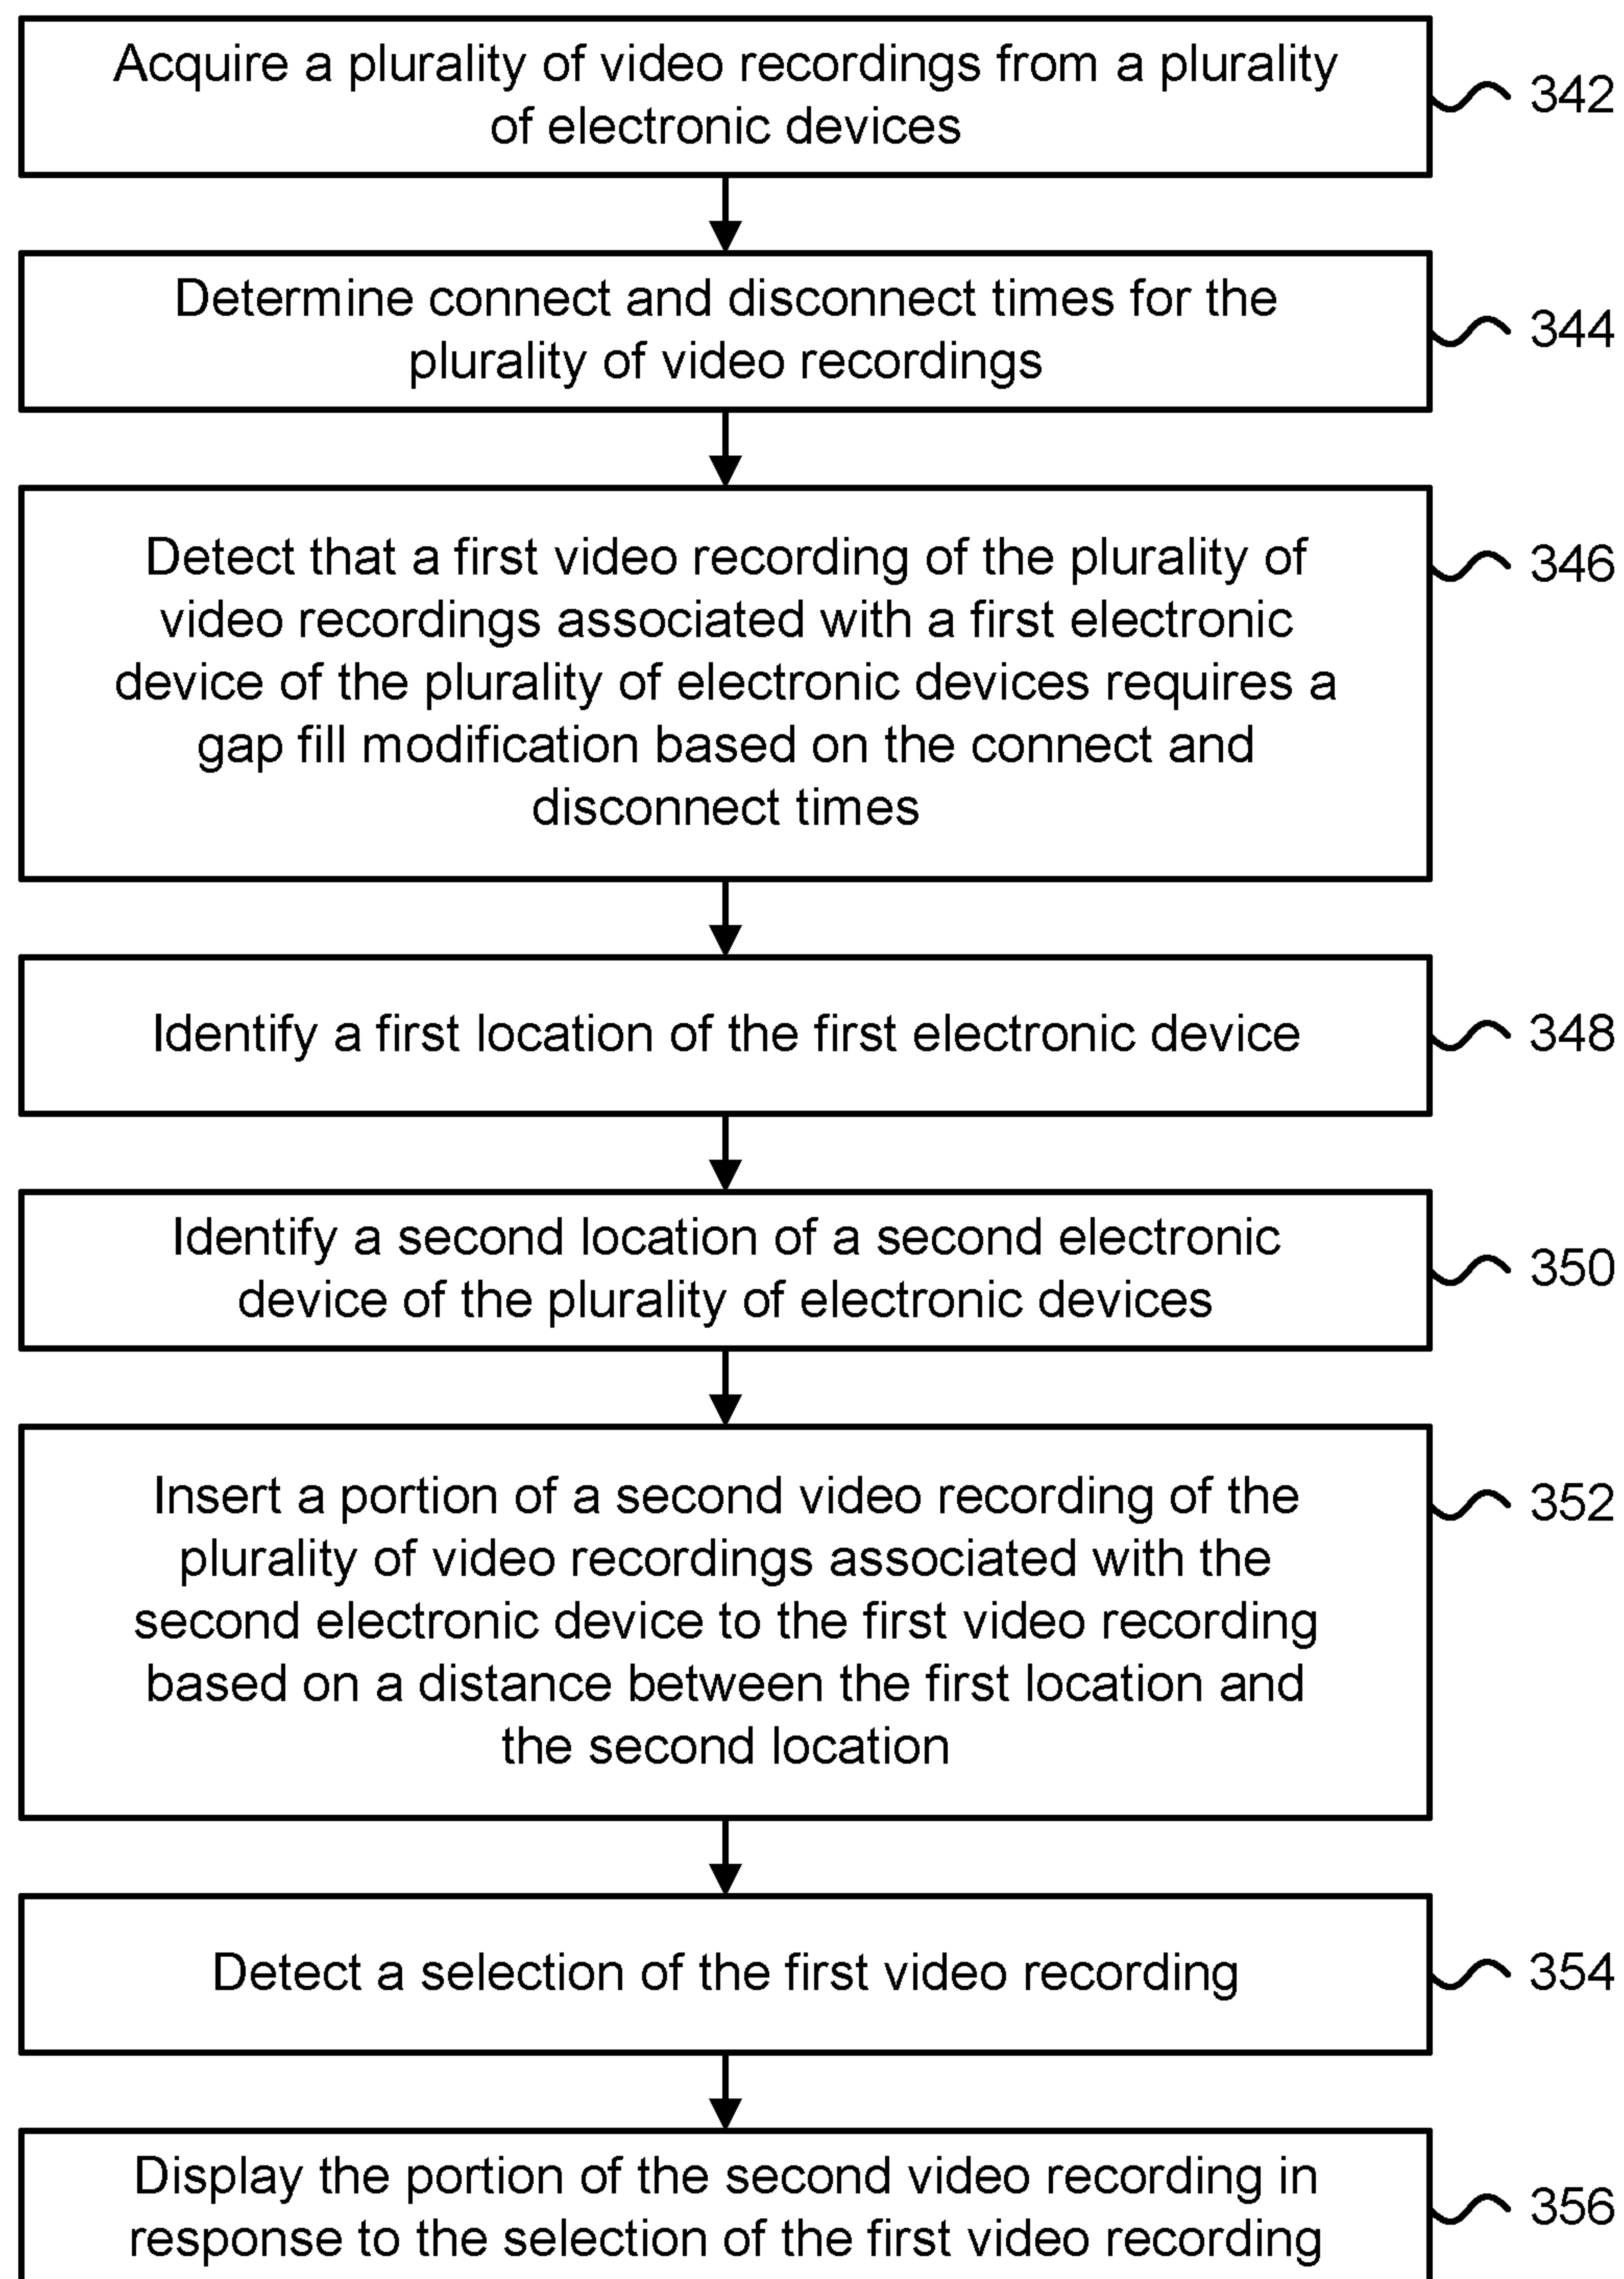 Acquire a plurality of video recordings from a plurality
of electronic devices
342
Determine connect and disconnect times for the
plurality of video recordings
344
Detect that a first video recording of the plurality of
video recordings associated with a first electronic
device of the plurality of electronic devices requires a
gap fill modification based on the connect and
disconnect times
346
Identify a first location of the first electronic device
348
Identify a second location of a second electronic
device of the plurality of electronic devices
350
Insert a portion of a second video recording of the
plurality of video recordings associated with the
second electronic device to the first video recording
based on a distance between the first location and
the second location
352
Detect a selection of the first video recording
354
Display the portion of the second video recording in
response to the selection of the first video recording
356